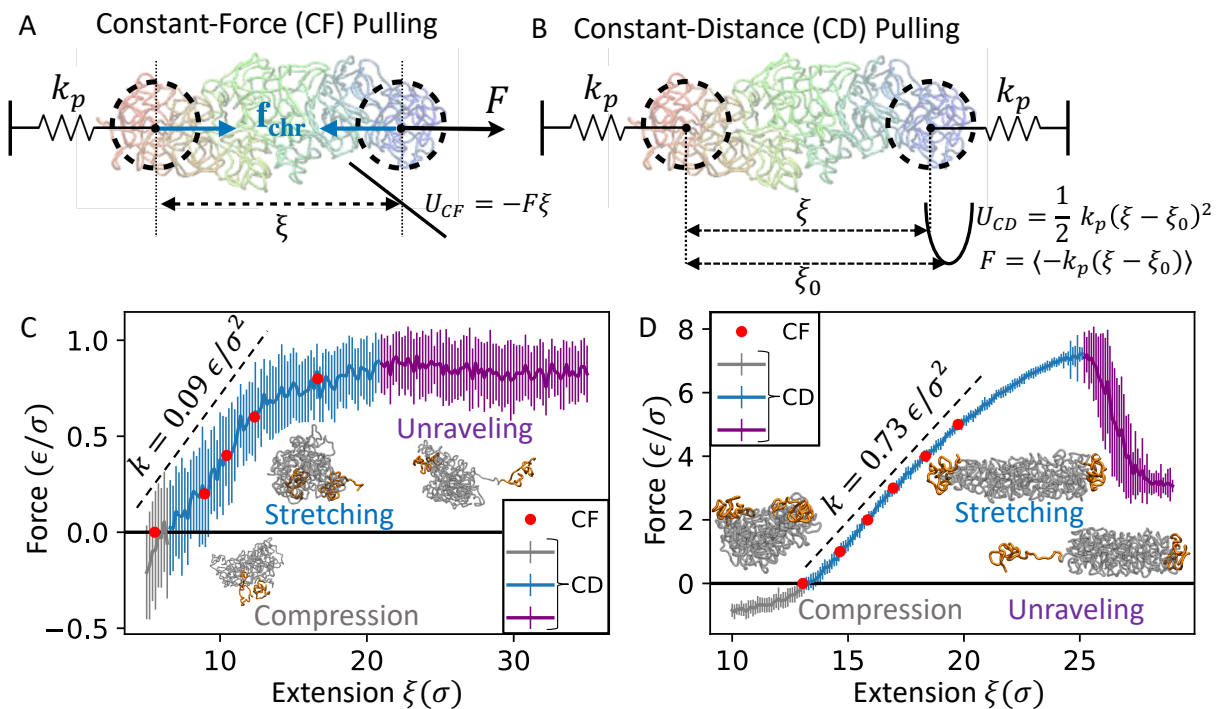 A Constant-Force (CF) Pulling
k_p
f_chr
F
ξ
U_CF = −Fξ
B Constant-Distance (CD) Pulling
k_p
k_p
ξ
ξ_0
U_CD = 1/2 k_p(ξ − ξ_0)^2
F = ⟨−k_p(ξ − ξ_0)⟩
C
Force (ϵ/σ)
1.0
0.5
0.0
−0.5
k = 0.09 ϵ/σ^2
Unraveling
Stretching
Compression
CF
CD
10 20 30
Extension ξ(σ)
D
Force (ϵ/σ)
8
6
4
2
0
CF
CD
k = 0.73 ϵ/σ^2
Stretching
Compression Unraveling
10 15 20 25
Extension ξ(σ)